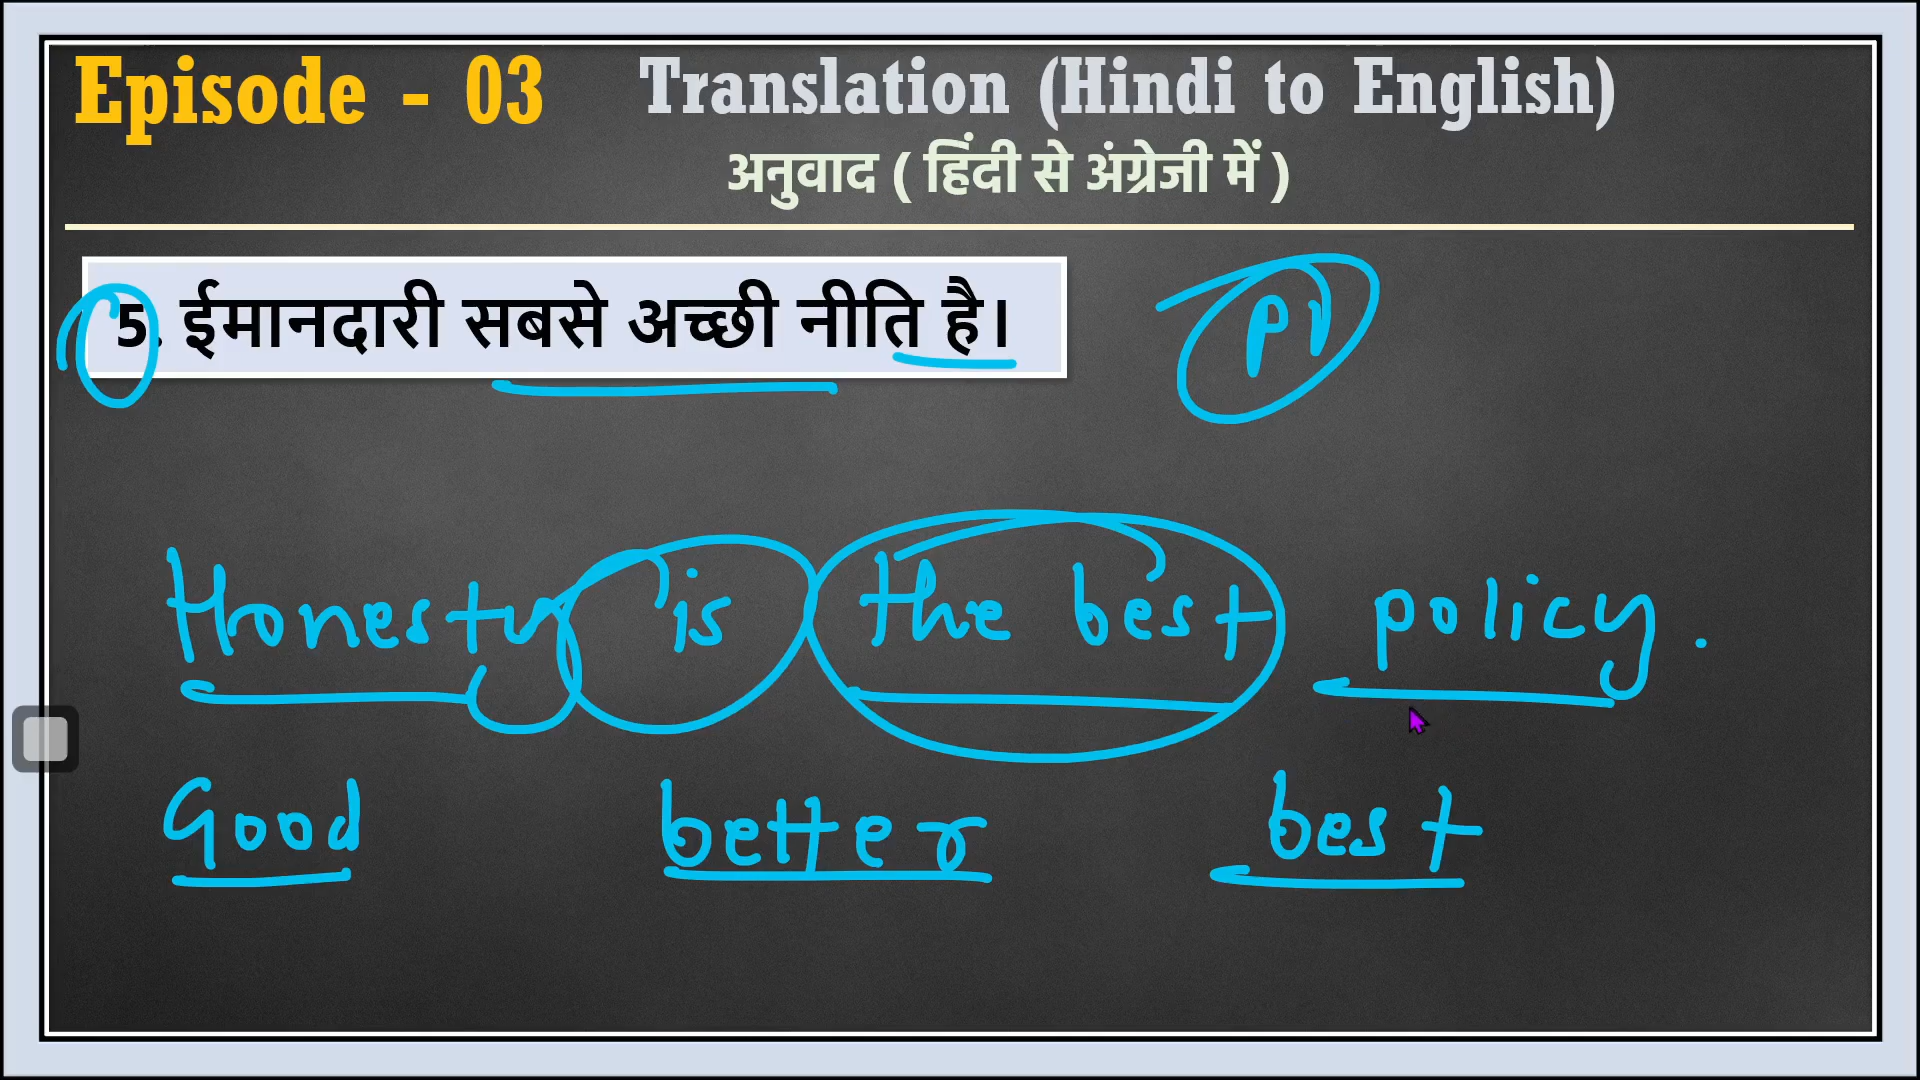 Episode - 03 Translation (Hindi to English)
अनुवाद ( हिंदी से अंग्रेजी में )
5. ईमानदारी सबसे अच्छी नीति है।
Honesty is the best policy.
Good better best